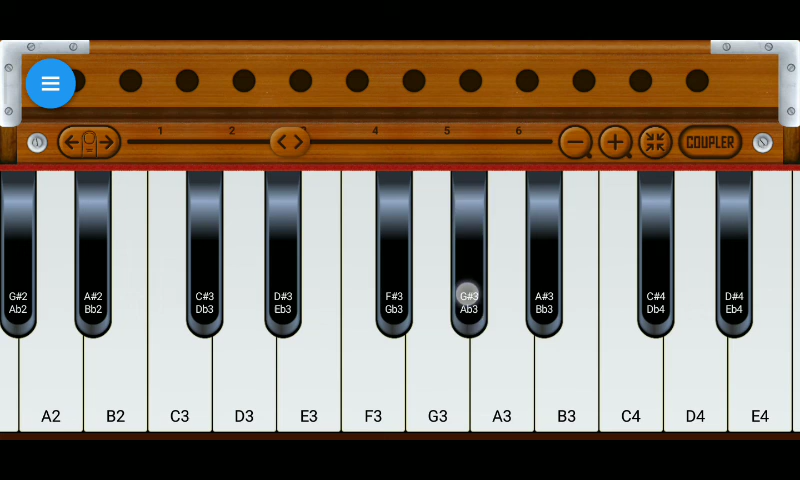 1 2 4 5 6
COUPLER
G#2 A#2 C#3 D#3 F#3 G#3 A#3 C#4 D#4
Ab2 Bb2 Db3 Eb3 Gb3 Ab3 Bb3 Db4 Eb4
A2 B2 C3 D3 E3 F3 G3 A3 B3 C4 D4 E4